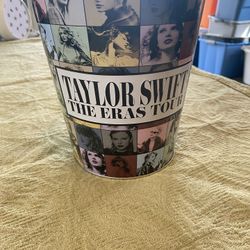 TAYLOR SWIFT
THE ERAS TOUR